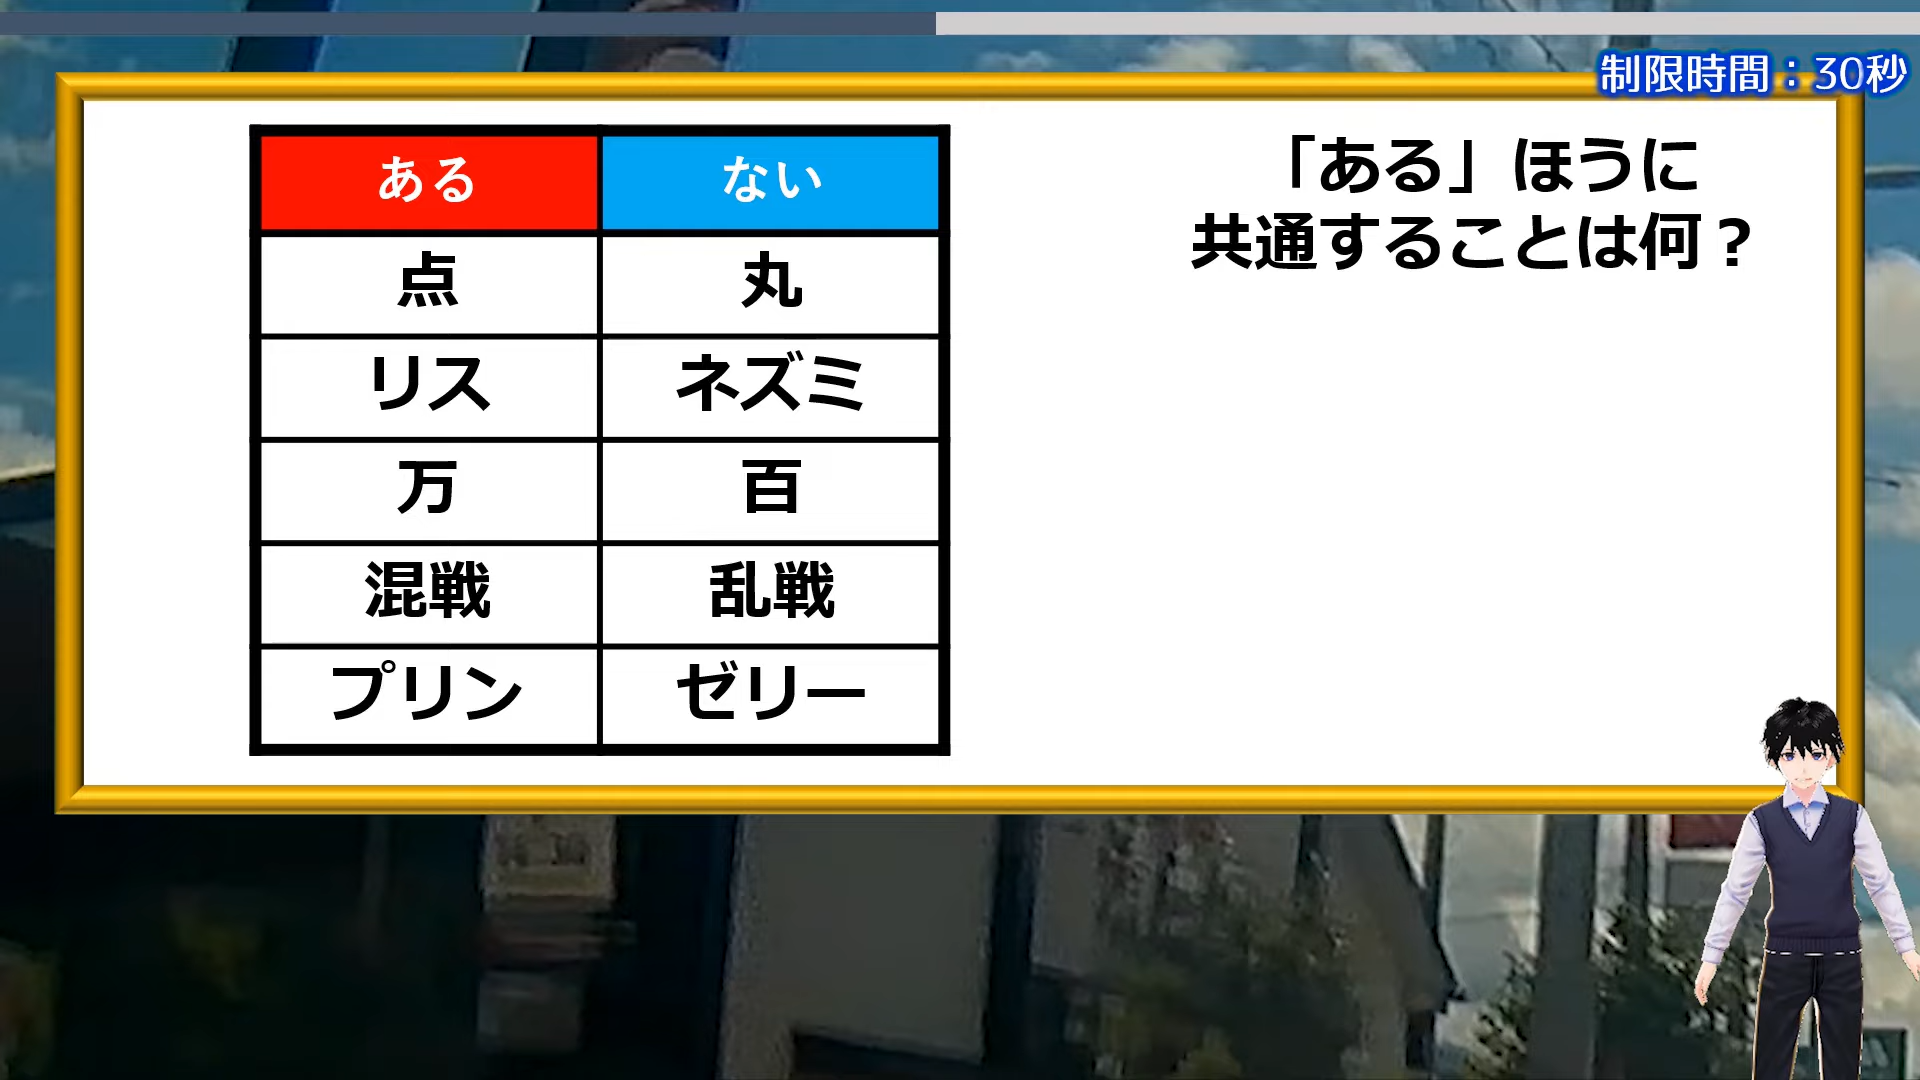 制限時間：30秒
「ある」ほうに
共通することは何？
ある ない
点 丸
リス ネズミ
万 百
混戦 乱戦
プリン ゼリー